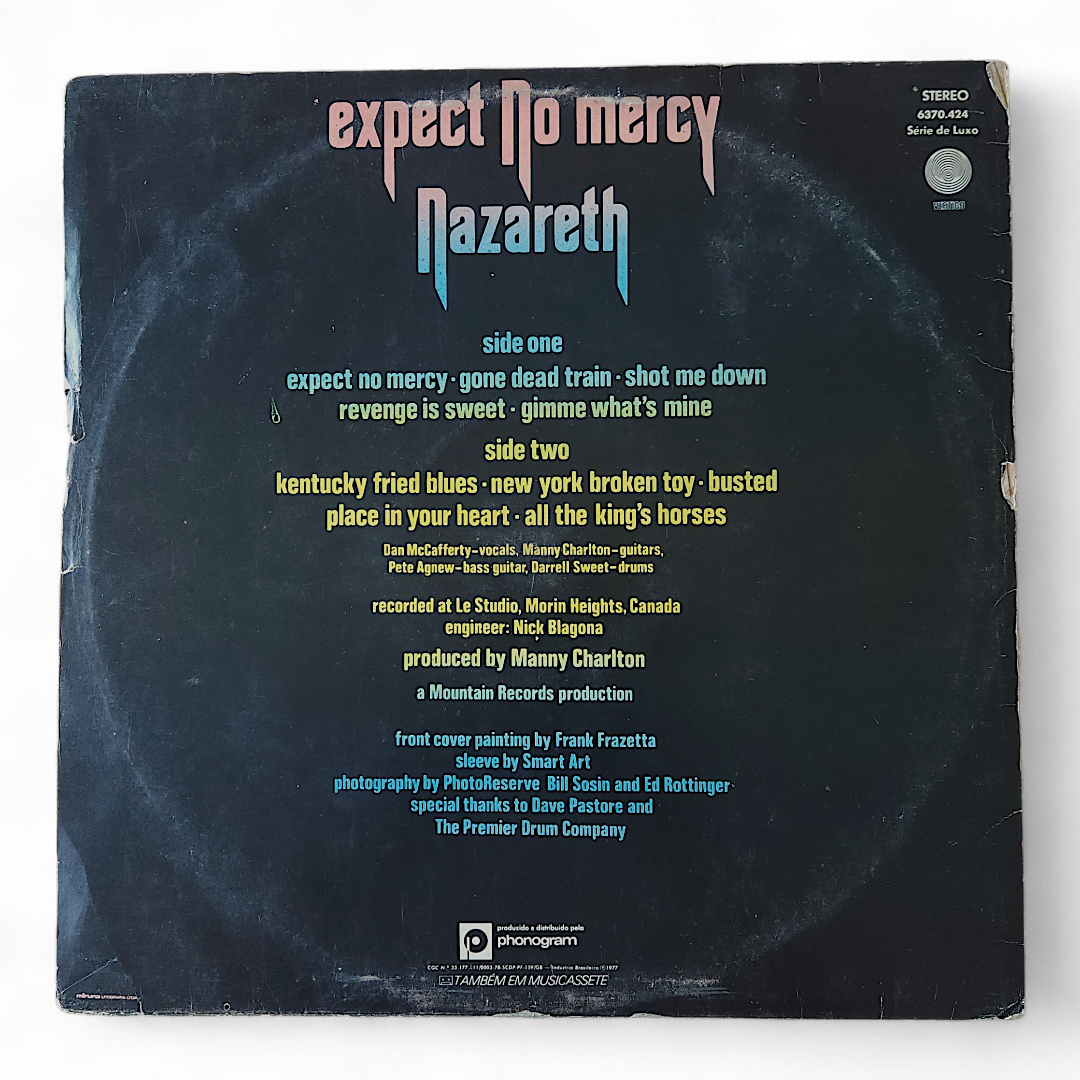 expect no mercy
Nazareth
STEREO
6370.424
Série de Luxo
VERTIGO
side one
expect no mercy · gone dead train · shot me down
revenge is sweet · gimme what's mine
side two
kentucky fried blues · new york broken toy · busted
place in your heart · all the king's horses
Dan McCafferty–vocals, Manny Charlton–guitars,
Pete Agnew–bass guitar, Darrell Sweet–drums
recorded at Le Studio, Morin Heights, Canada
engineer: Nick Blagona
produced by Manny Charlton
a Mountain Records production
front cover painting by Frank Frazetta
sleeve by Smart Art
photography by PhotoReserve Bill Sosin and Ed Rottinger
special thanks to Dave Pastore and
The Premier Drum Company
produzido e distribuido pela
phonogram
Industria Brasileira ℗ 1977
TAMBÉM EM MUSICASSETE